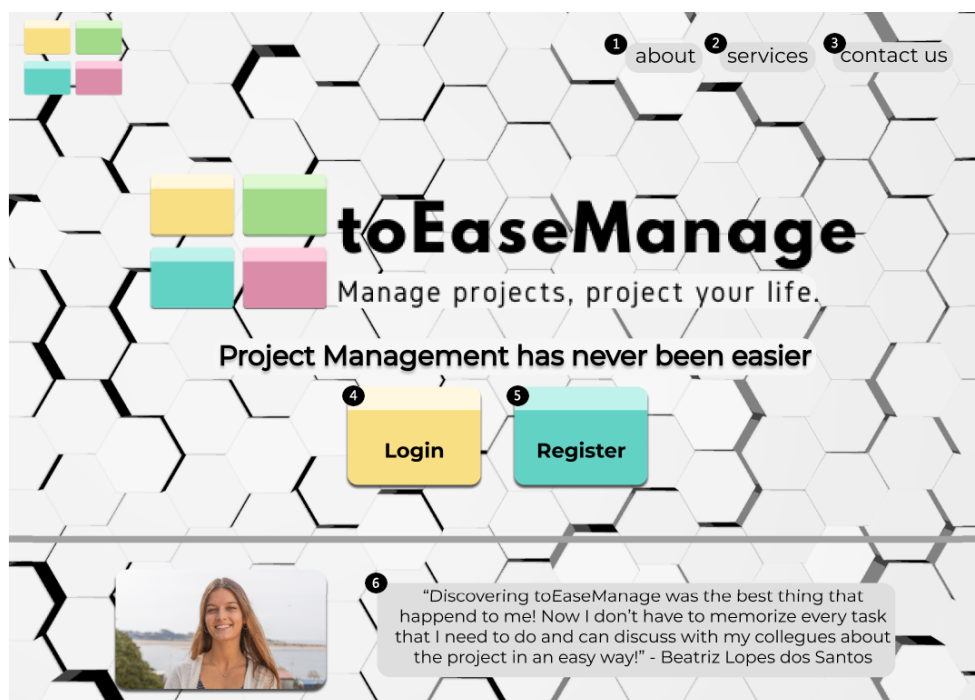 1 about 2 services 3 contact us
toEaseManage
Manage projects, project your life.
Project Management has never been easier
4 5
Login Register
6
“Discovering toEaseManage was the best thing that
happend to me! Now I don’t have to memorize every task
that I need to do and can discuss with my collegues about
the project in an easy way!” - Beatriz Lopes dos Santos